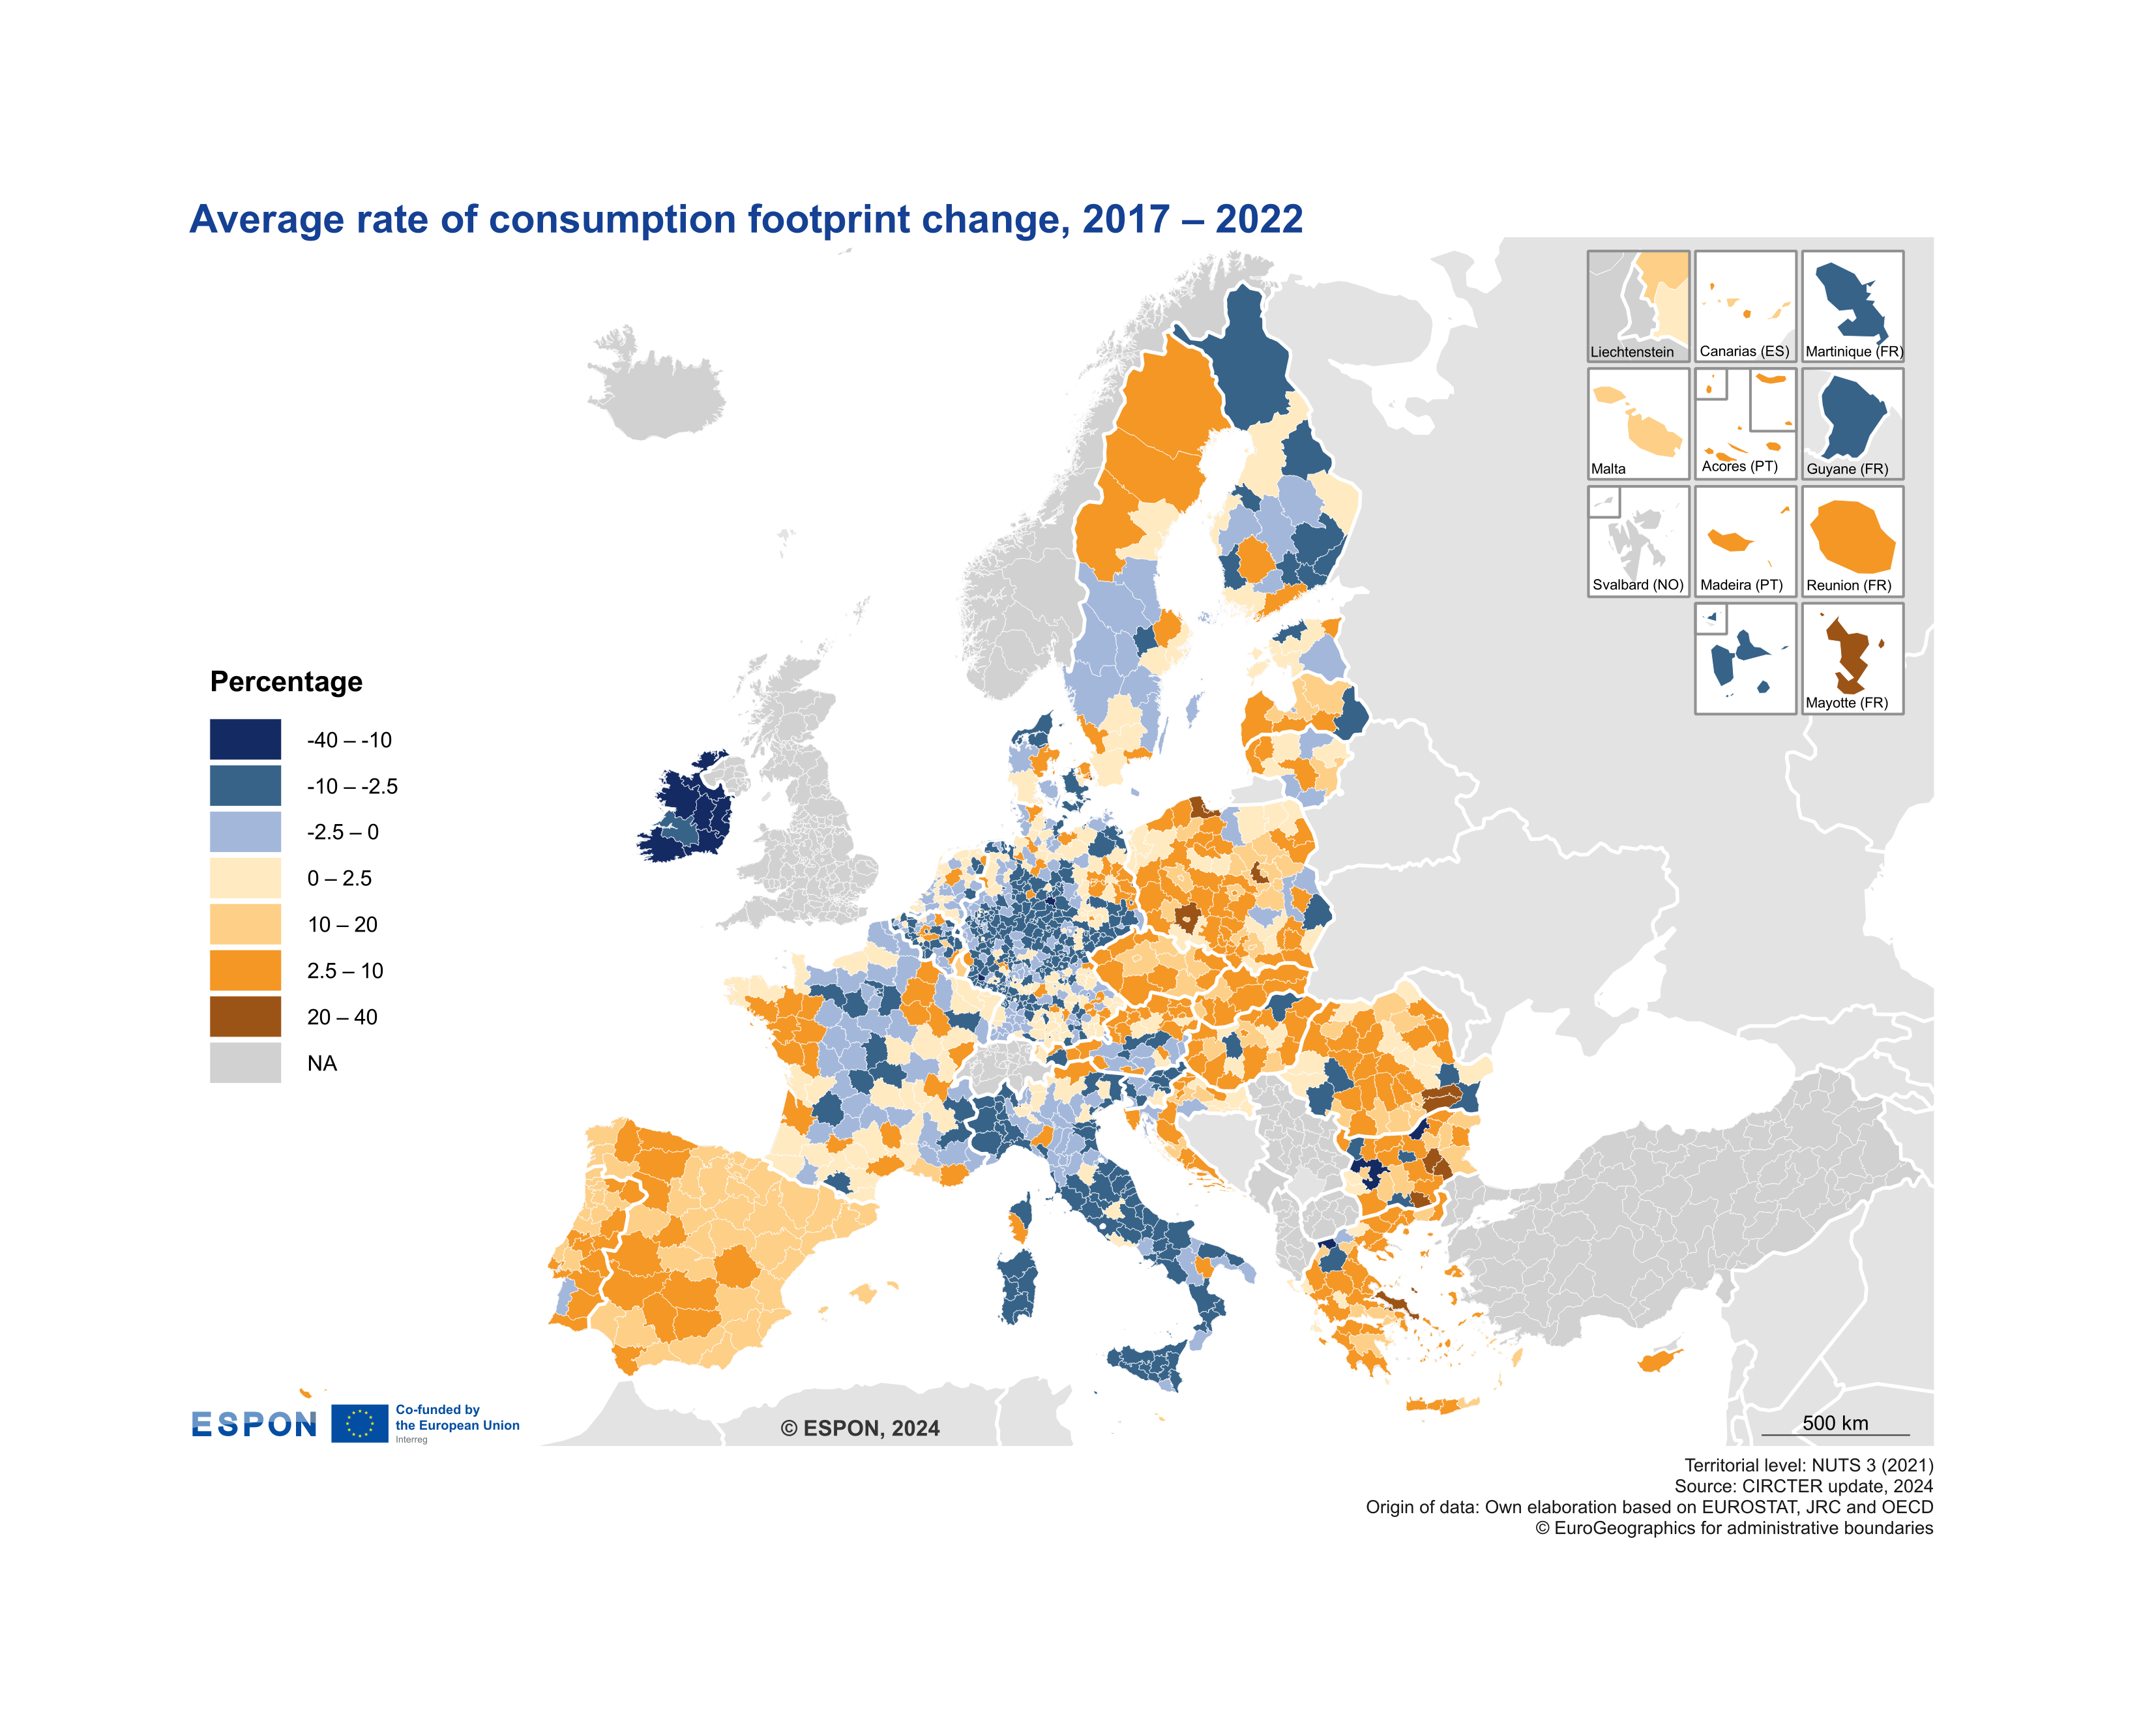 Average rate of consumption footprint change, 2017 – 2022
Liechtenstein
Canarias (ES)
Martinique (FR)
Malta
Acores (PT)
Guyane (FR)
Svalbard (NO)
Madeira (PT)
Reunion (FR)
Mayotte (FR)
Percentage
-40 – -10
-10 – -2.5
-2.5 – 0
0 – 2.5
10 – 20
2.5 – 10
20 – 40
NA
ESPON
Co-funded by
the European Union
Interreg
© ESPON, 2024
500 km
Territorial level: NUTS 3 (2021)
Source: CIRCTER update, 2024
Origin of data: Own elaboration based on EUROSTAT, JRC and OECD
© EuroGeographics for administrative boundaries